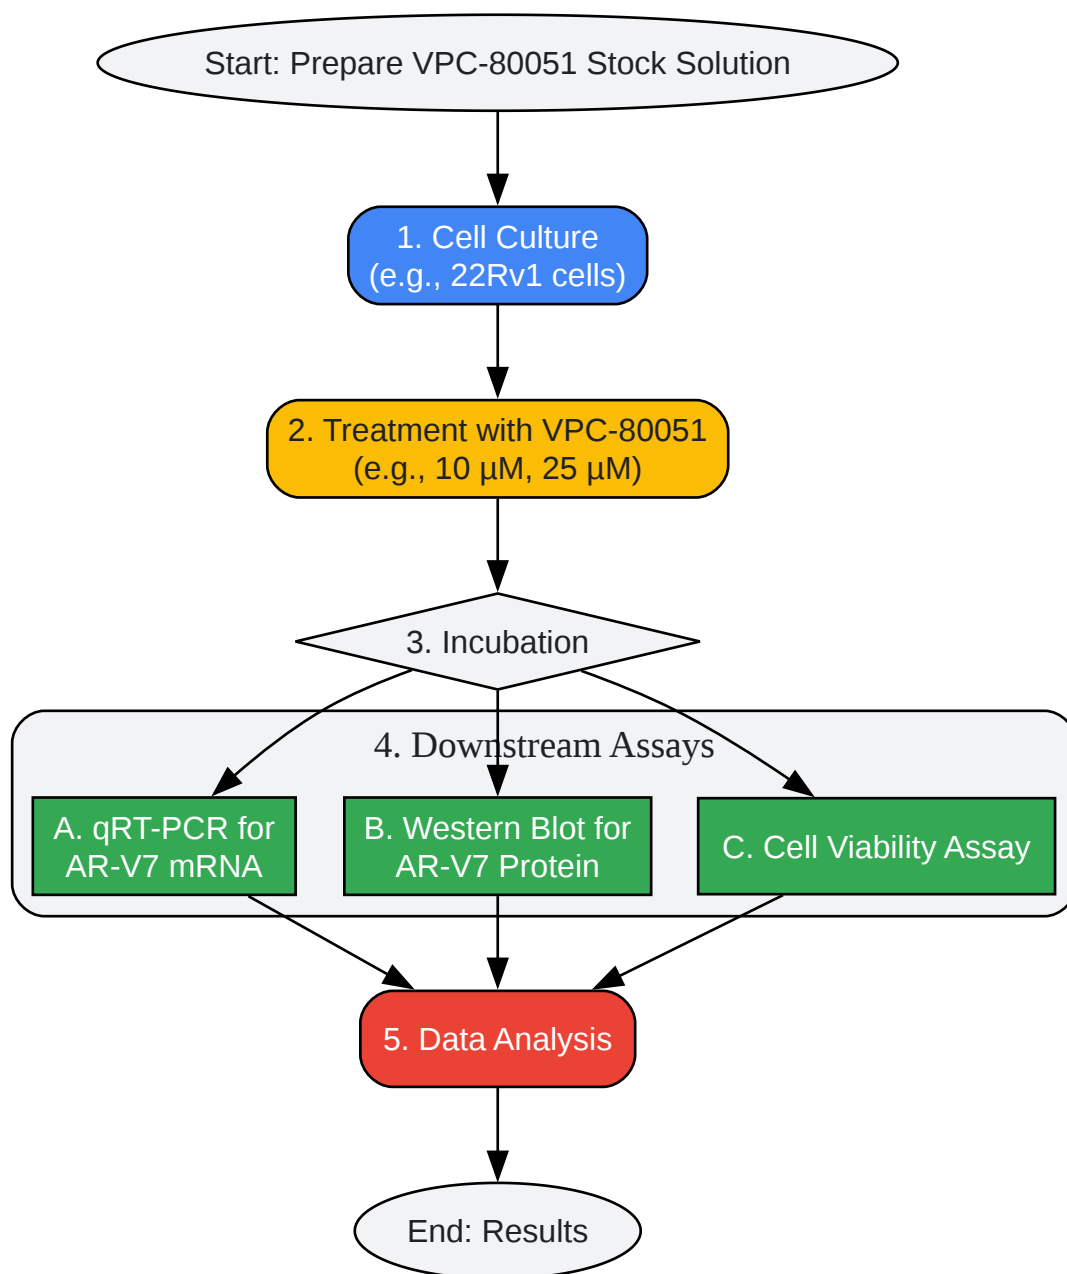 Start: Prepare VPC-80051 Stock Solution
1. Cell Culture
(e.g., 22Rv1 cells)
2. Treatment with VPC-80051
(e.g., 10 µM, 25 µM)
3. Incubation
4. Downstream Assays
A. qRT-PCR for
AR-V7 mRNA
B. Western Blot for
AR-V7 Protein
C. Cell Viability Assay
5. Data Analysis
End: Results